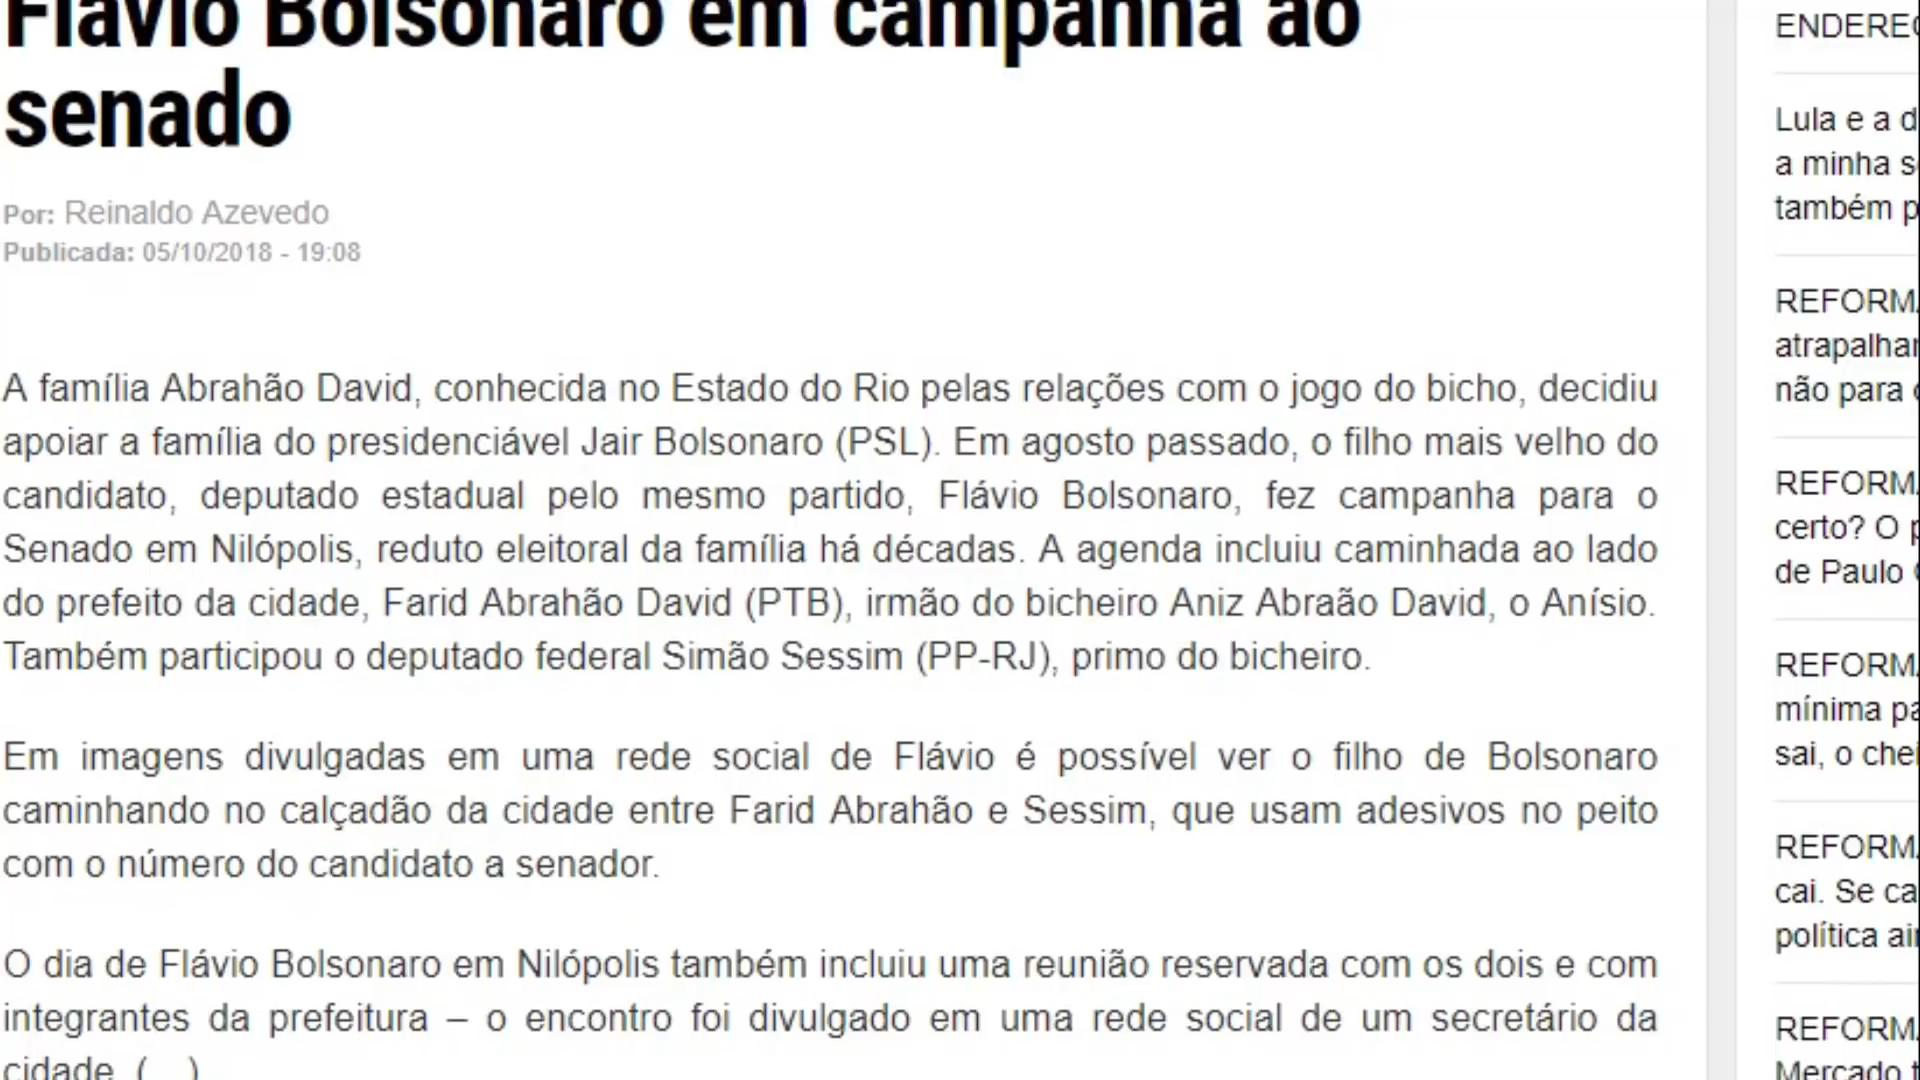 Flávio Bolsonaro em campanha ao
senado
Por: Reinaldo Azevedo
Publicada: 05/10/2018 - 19:08
A família Abrahão David, conhecida no Estado do Rio pelas relações com o jogo do bicho, decidiu
apoiar a família do presidenciável Jair Bolsonaro (PSL). Em agosto passado, o filho mais velho do
candidato, deputado estadual pelo mesmo partido, Flávio Bolsonaro, fez campanha para o
Senado em Nilópolis, reduto eleitoral da família há décadas. A agenda incluiu caminhada ao lado
do prefeito da cidade, Farid Abrahão David (PTB), irmão do bicheiro Aniz Abraão David, o Anísio.
Também participou o deputado federal Simão Sessim (PP-RJ), primo do bicheiro.
Em imagens divulgadas em uma rede social de Flávio é possível ver o filho de Bolsonaro
caminhando no calçadão da cidade entre Farid Abrahão e Sessim, que usam adesivos no peito
com o número do candidato a senador.
O dia de Flávio Bolsonaro em Nilópolis também incluiu uma reunião reservada com os dois e com
integrantes da prefeitura – o encontro foi divulgado em uma rede social de um secretário da
cidade. (…)
Lula e a
a minha
também
atrapalhar
não para
certo? O
de Paulo
mínima
sai, o
cai. Se
política
Mercado